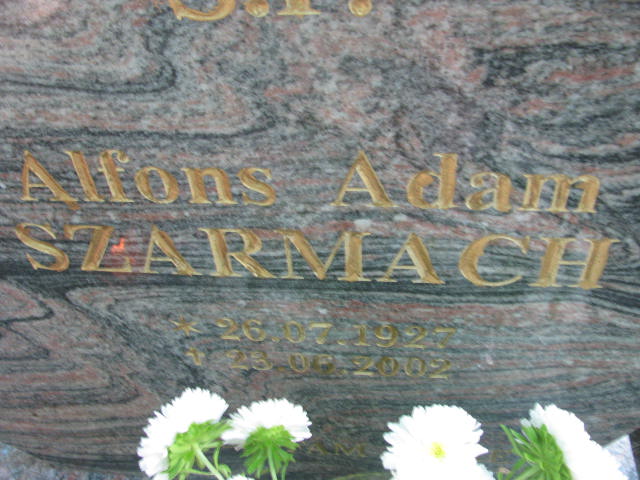 Ś.P.
Alfons Adam
SZARMACH
* 26.07.1927
† 23.06.2002